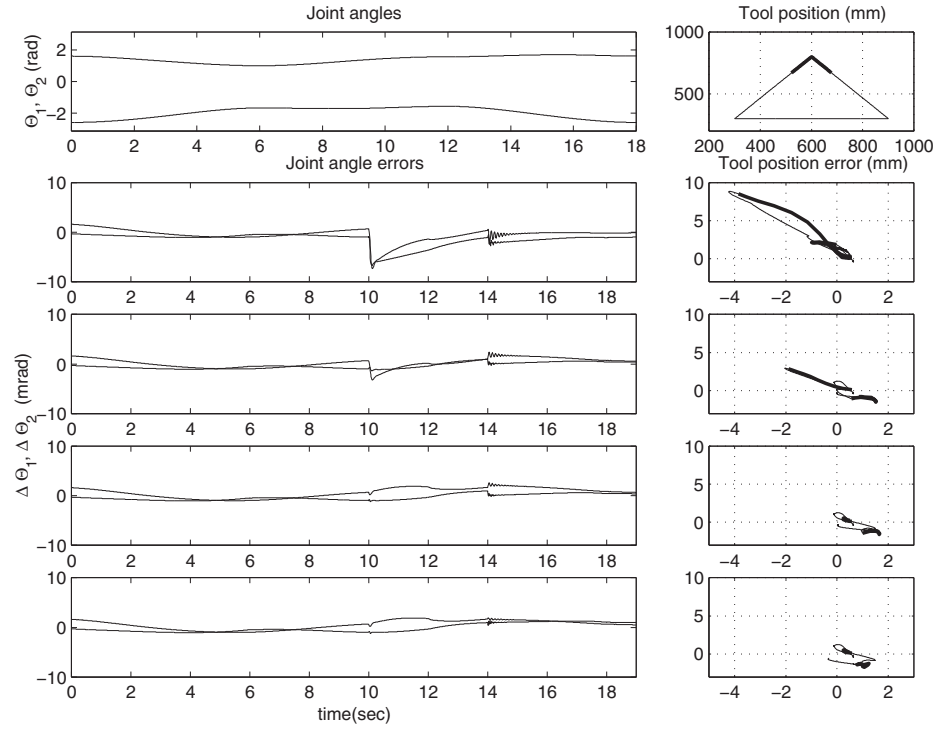 Joint angles
Tool position (mm)
Θ1, Θ2 (rad)
2
0
−2
0 2 4 6 8 10 12 14 16 18
1000
500
200 400 600 800 1000
Joint angle errors
Tool position error (mm)
10
0
−10
0 2 4 6 8 10 12 14 16 18
10
5
0
−4 −2 0 2
10
0
−10
0 2 4 6 8 10 12 14 16 18
10
5
0
−4 −2 0 2
Δ Θ1, Δ Θ2 (mrad)
10
0
−10
0 2 4 6 8 10 12 14 16 18
10
5
0
−4 −2 0 2
10
0
−10
0 2 4 6 8 10 12 14 16 18
10
5
0
−4 −2 0 2
time(sec)